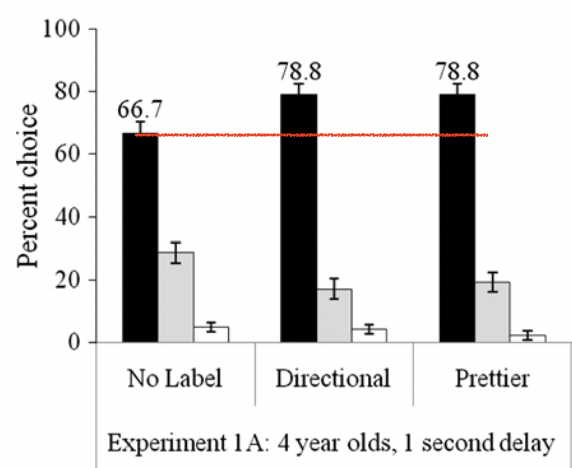 Percent choice
100
80
60
40
20
0
66.7
78.8
78.8
No Label
Directional
Prettier
Experiment 1A: 4 year olds, 1 second delay